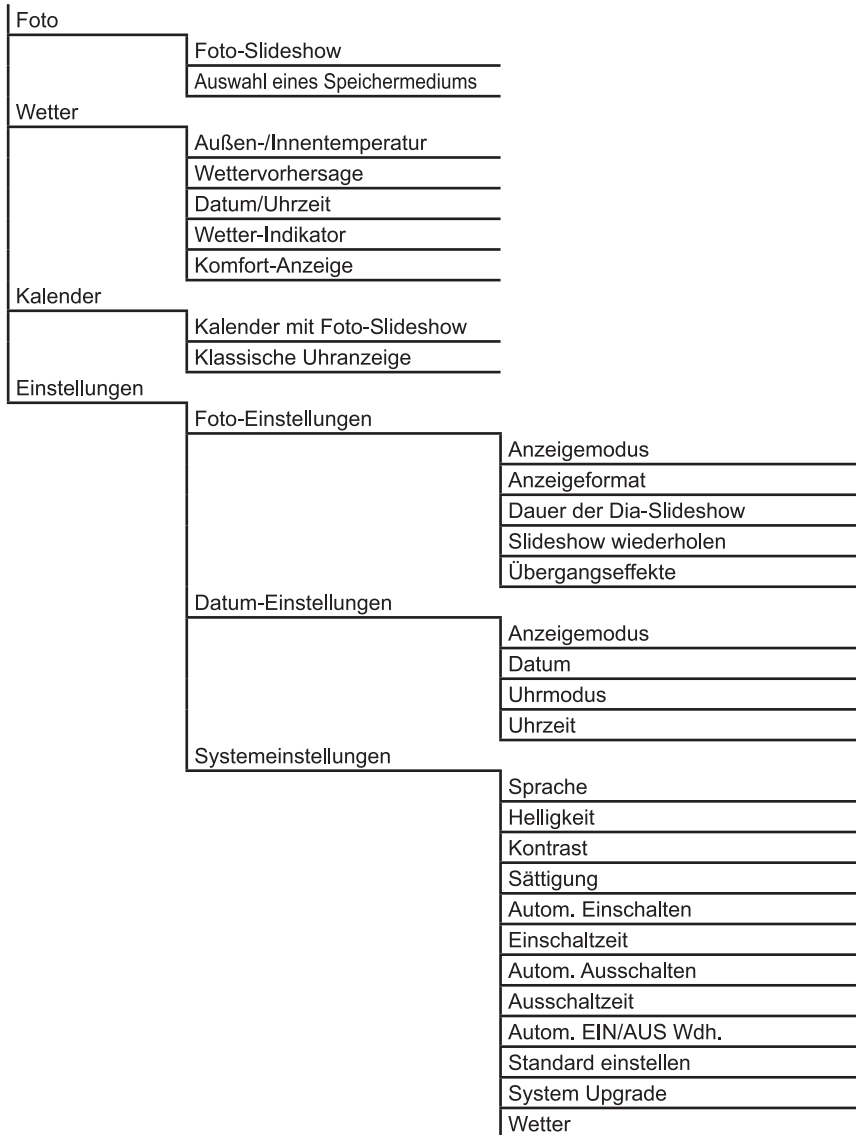 Foto
Foto-Slideshow
Auswahl eines Speichermediums
Wetter
Außen-/Innentemperatur
Wettervorhersage
Datum/Uhrzeit
Wetter-Indikator
Komfort-Anzeige
Kalender
Kalender mit Foto-Slideshow
Klassische Uhranzeige
Einstellungen
Foto-Einstellungen
Anzeigemodus
Anzeigeformat
Dauer der Dia-Slideshow
Slideshow wiederholen
Übergangseffekte
Datum-Einstellungen
Anzeigemodus
Datum
Uhrmodus
Uhrzeit
Systemeinstellungen
Sprache
Helligkeit
Kontrast
Sättigung
Autom. Einschalten
Einschaltzeit
Autom. Ausschalten
Ausschaltzeit
Autom. EIN/AUS Wdh.
Standard einstellen
System Upgrade
Wetter